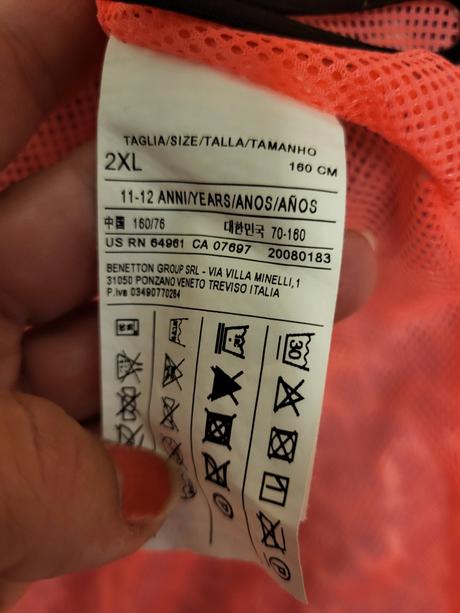 TAGLIA/SIZE/TALLA/TAMANHO
2XL 160 CM
11-12 ANNI/YEARS/ANOS/AÑOS
中国 160/76 대한민국 70-160
US RN 64961 CA 07697 20080183
BENETTON GROUP SRL - VIA VILLA MINELLI,1
31050 PONZANO VENETO TREVISO ITALIA
P.iva 03490770264
30
P
P